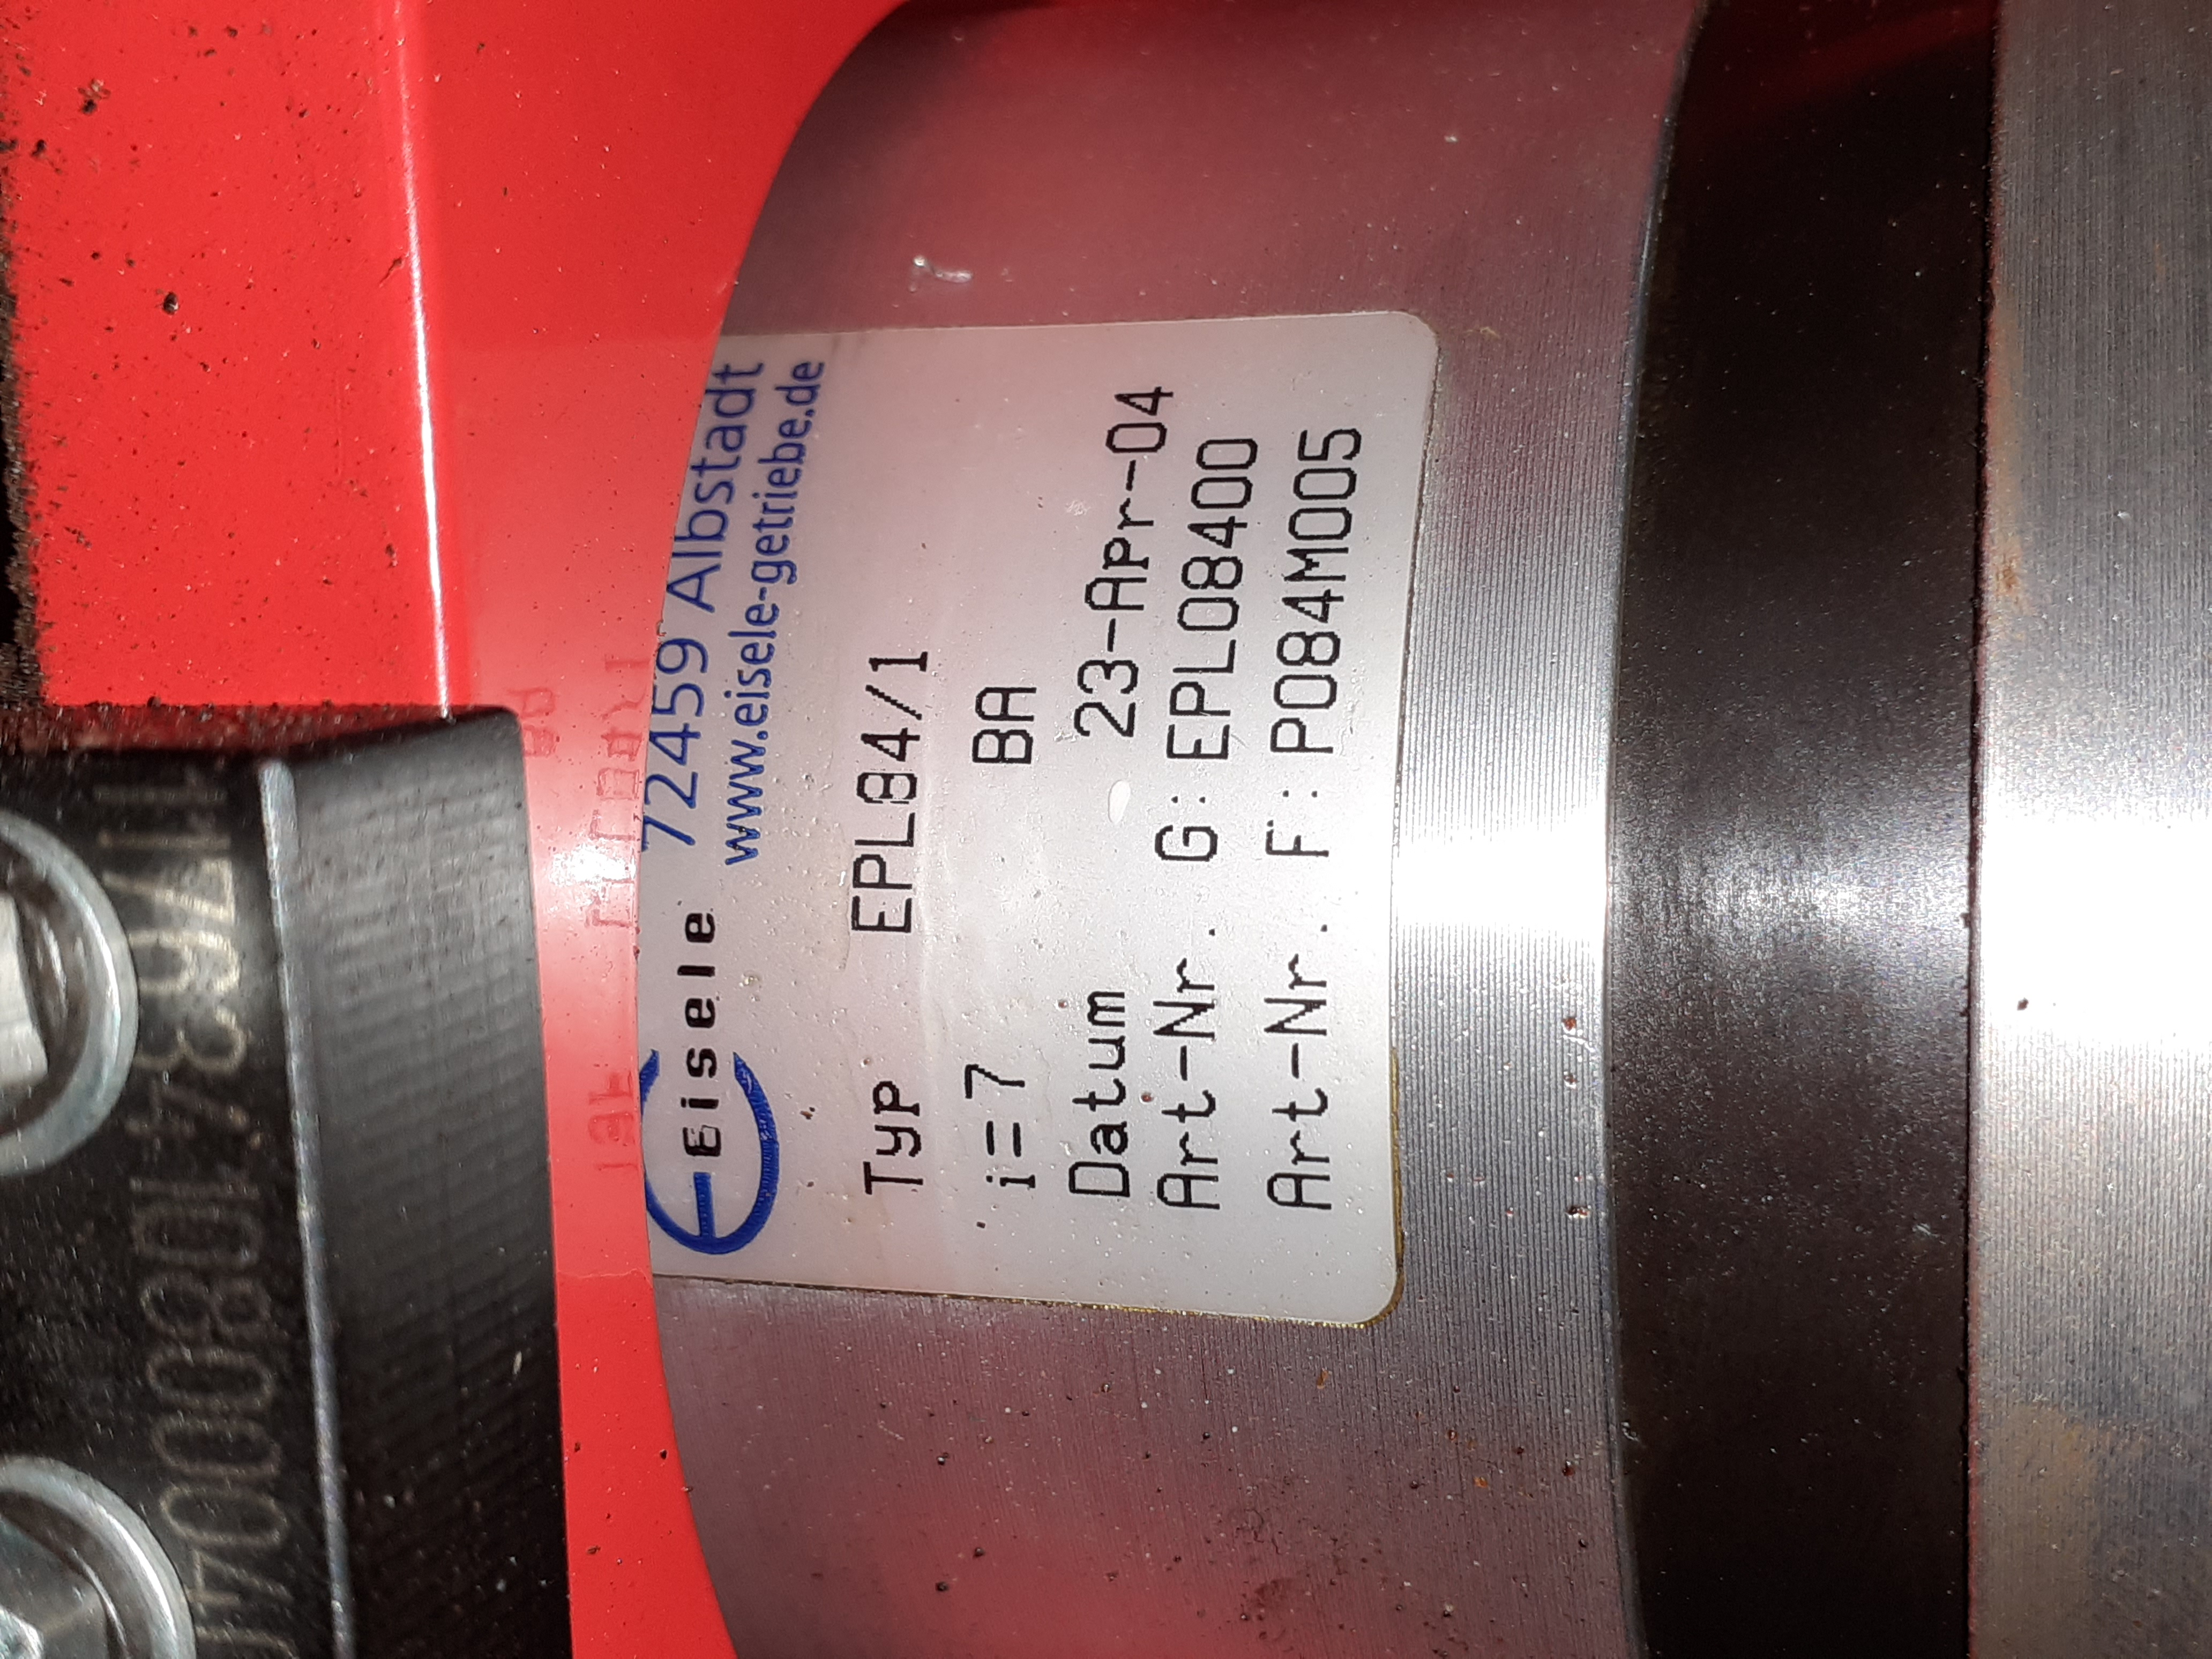 Eisele 72459 Albstadt
www.eisele-getriebe.de
Typ EPL84/1
i=7 BA
Datum 23-Apr-04
Art-Nr. G: EPL08400
Art-Nr. F: P084M005